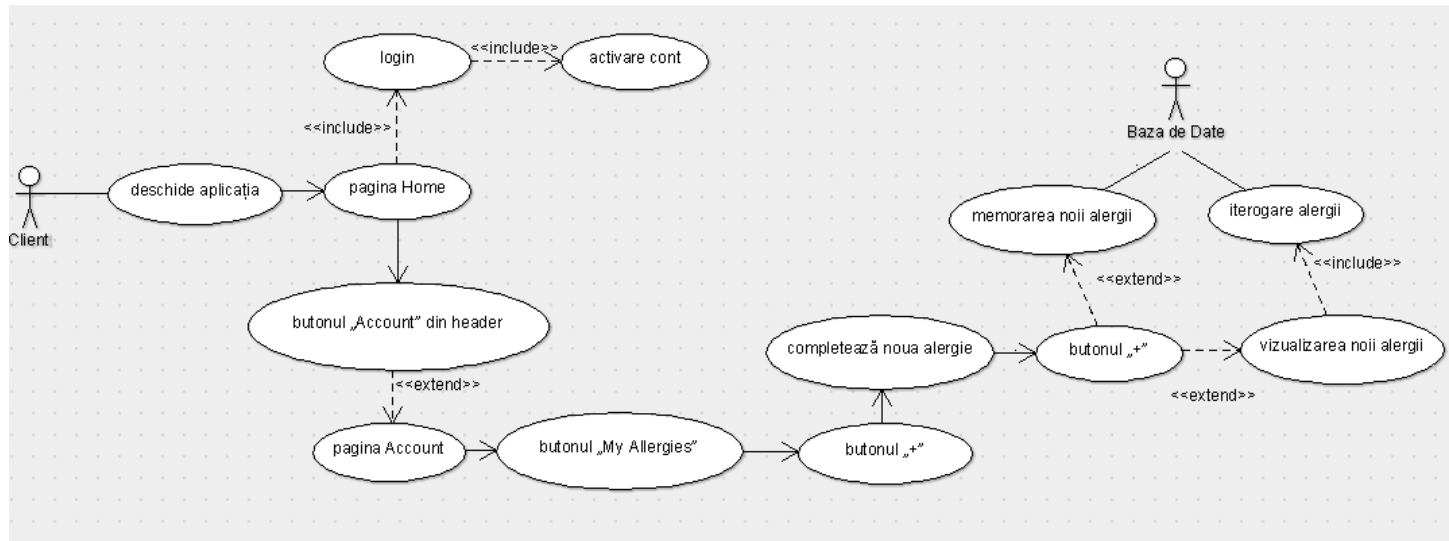 login
<<include>>
activare cont
<<include>>
Client
deschide aplicația
pagina Home
butonul „Account” din header
<<extend>>
pagina Account
butonul „My Allergies”
butonul „+”
completează noua alergie
butonul „+”
<<extend>>
memorarea noii alergii
Baza de Date
iterogare alergii
<<include>>
vizualizarea noii alergii
<<extend>>